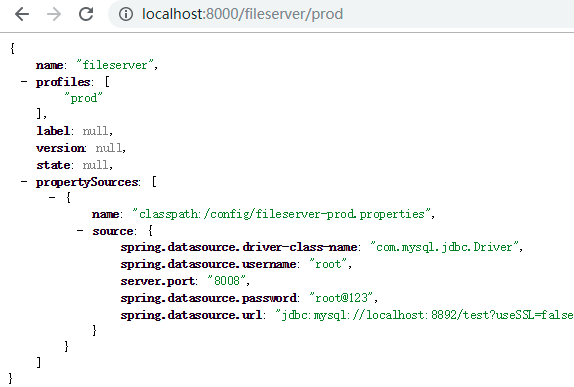 localhost:8000/fileserver/prod
{
name: "fileserver",
- profiles: [
"prod"
],
label: null,
version: null,
state: null,
- propertySources: [
- {
name: "classpath:/config/fileserver-prod.properties",
- source: {
spring.datasource.driver-class-name: "com.mysql.jdbc.Driver",
spring.datasource.username: "root",
server.port: "8008",
spring.datasource.password: "root@123",
spring.datasource.url: "jdbc:mysql://localhost:8892/test?useSSL=false
}
}
]
}